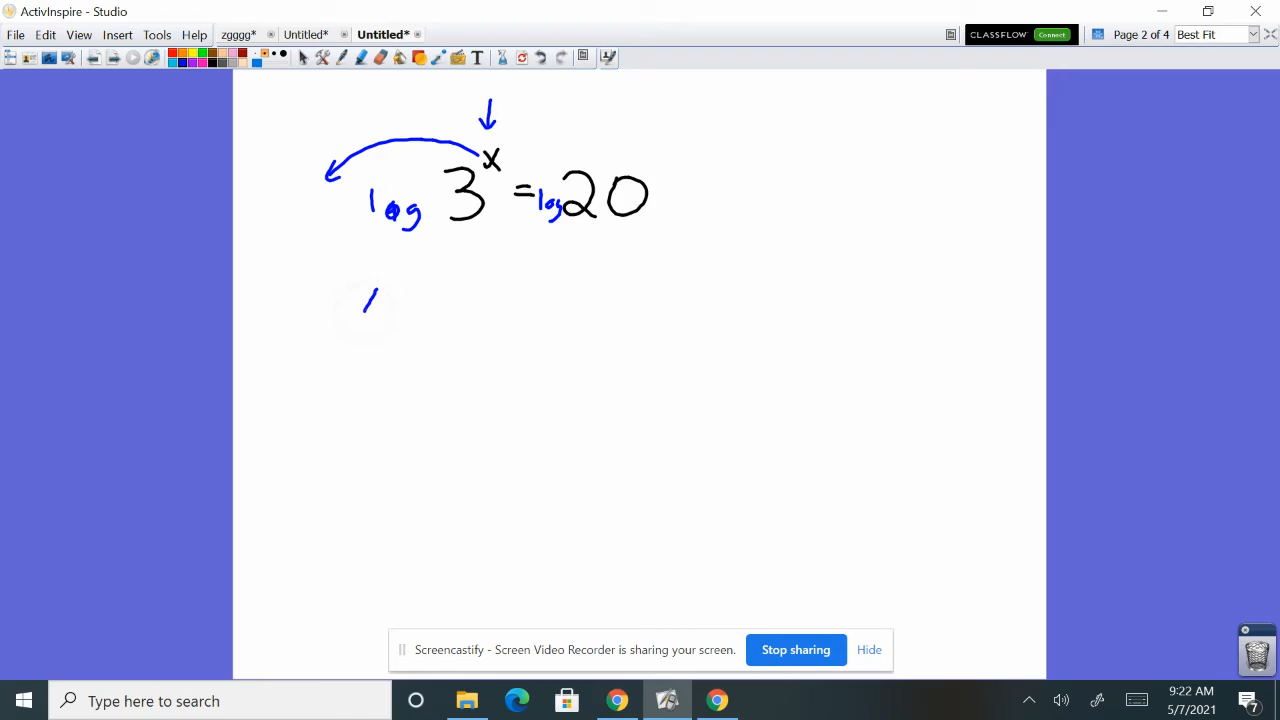 ActivInspire - Studio
File Edit View Insert Tools Help zgggg* Untitled* Untitled* CLASSFLOW Connect Page 2 of 4 Best Fit
x
log 3 = log 20
Screencastify - Screen Video Recorder is sharing your screen. Stop sharing Hide
Type here to search
9:22 AM
5/7/2021
7